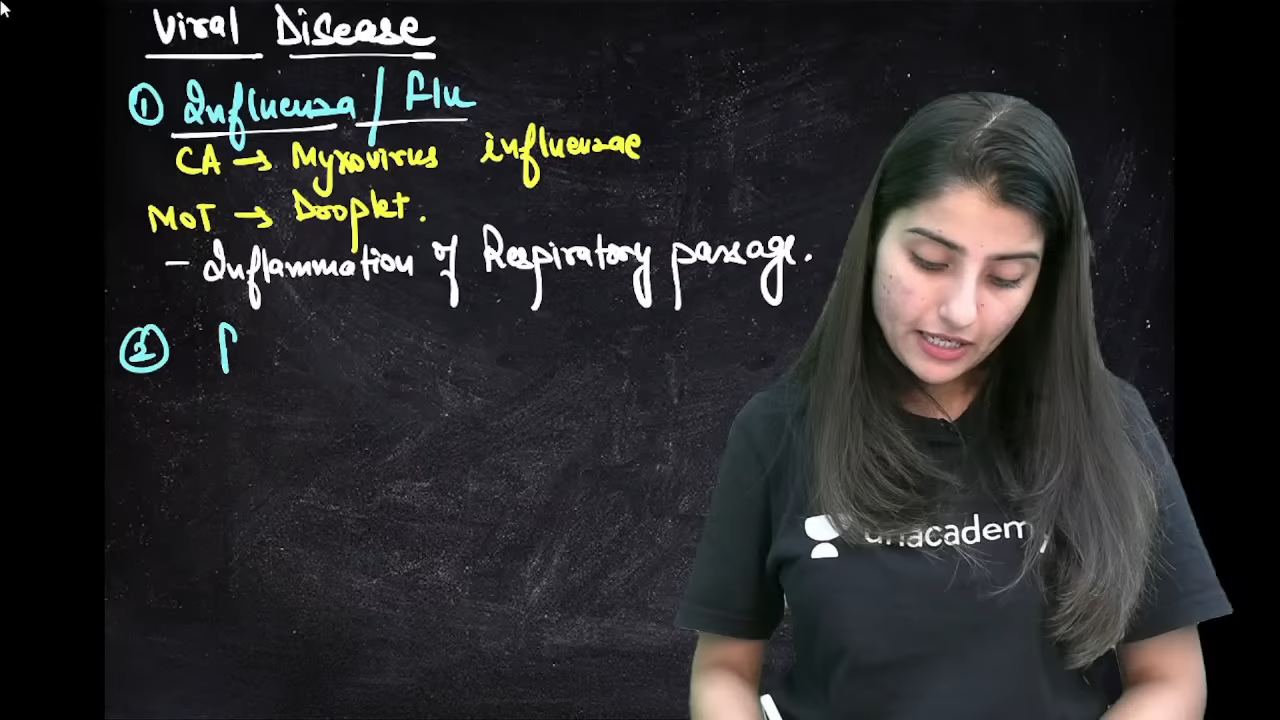 Viral Disease
① Influenza / Flu
CA → Myxovirus influenzae
MOT → Droplet.
- Inflammation of Respiratory passage.
②
unacademy